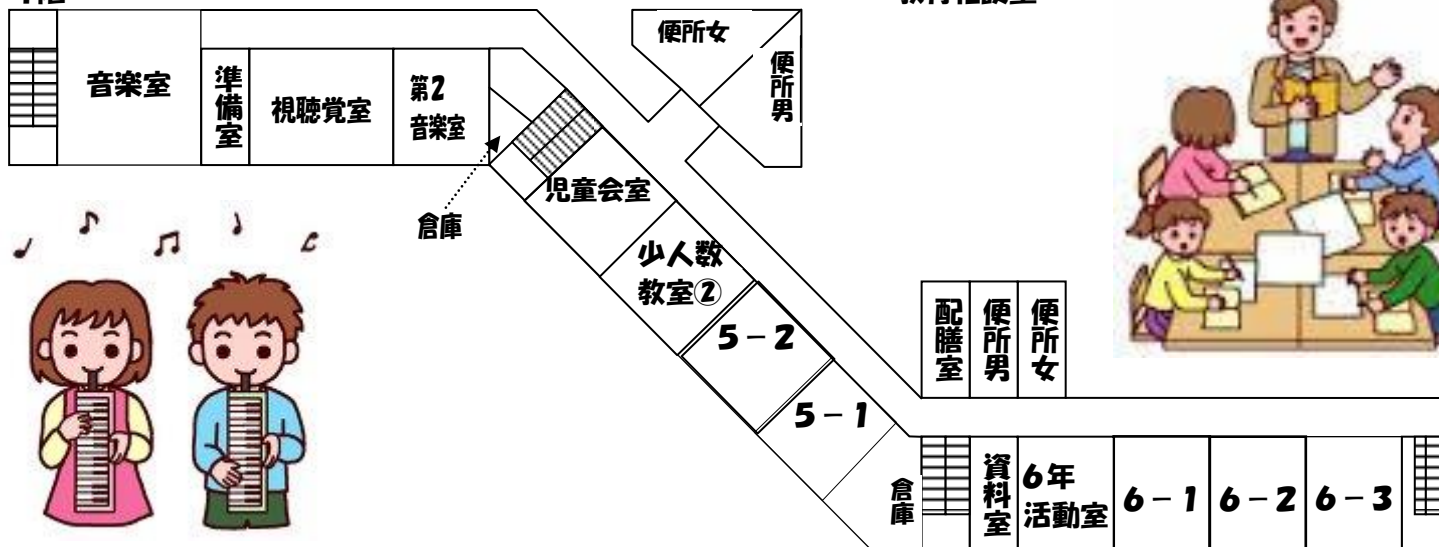 便所女
便所男
音楽室
準備室
視聴覚室
第2
音楽室
児童会室
倉庫
少人数
教室②
5-2
5-1
配膳室
便所男
便所女
倉庫
資料室
6年
活動室
6-1
6-2
6-3